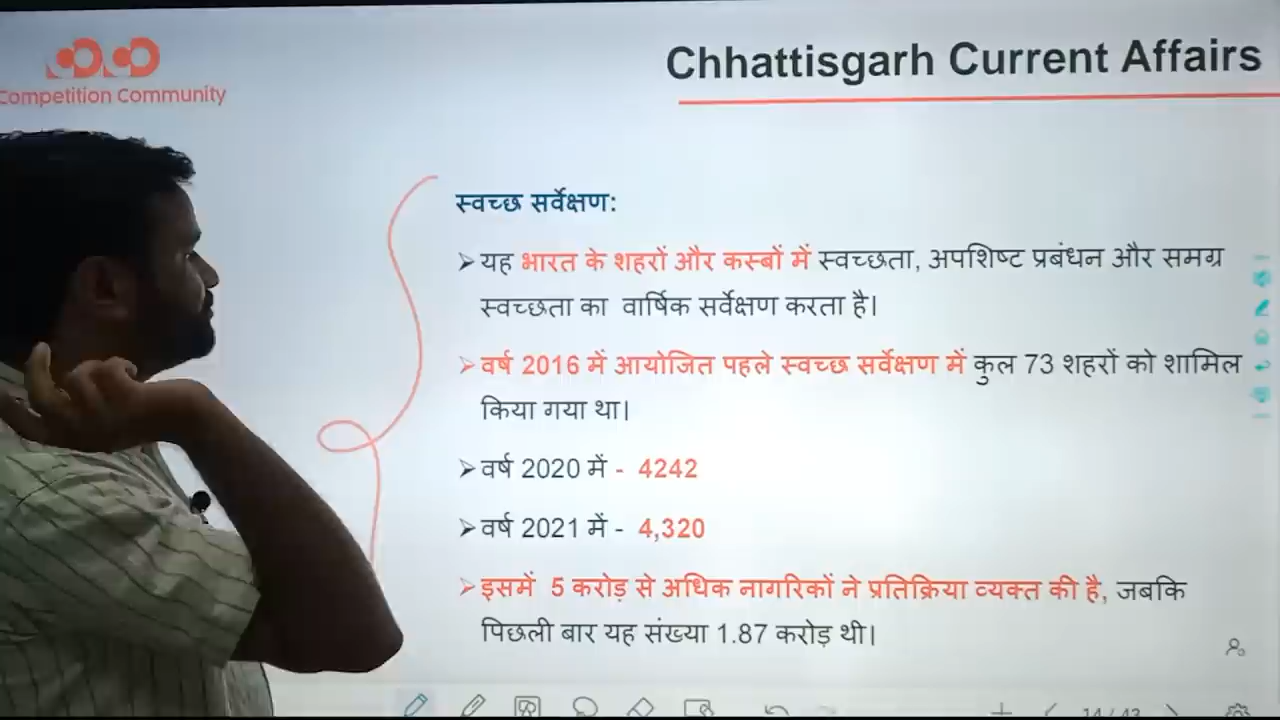 Competition Community
Chhattisgarh Current Affairs
स्वच्छ सर्वेक्षण:
➢यह भारत के शहरों और कस्बों में स्वच्छता, अपशिष्ट प्रबंधन और समग्र
स्वच्छता का वार्षिक सर्वेक्षण करता है।
➢वर्ष 2016 में आयोजित पहले स्वच्छ सर्वेक्षण में कुल 73 शहरों को शामिल
किया गया था।
➢वर्ष 2020 में - 4242
➢वर्ष 2021 में - 4,320
➢इसमें 5 करोड़ से अधिक नागरिकों ने प्रतिक्रिया व्यक्त की है, जबकि
पिछली बार यह संख्या 1.87 करोड़ थी।
14 / 43